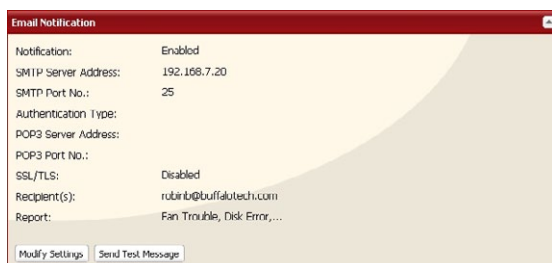 Email Notification
Notification: Enabled
SMTP Server Address: 192.168.7.20
SMTP Port No.: 25
Authentication Type:
POP3 Server Address:
POP3 Port No.:
SSL/TLS: Disabled
Recipient(s): robinb@buffalotech.com
Report: Fan Trouble, Disk Error,...
Modify Settings Send Test Message